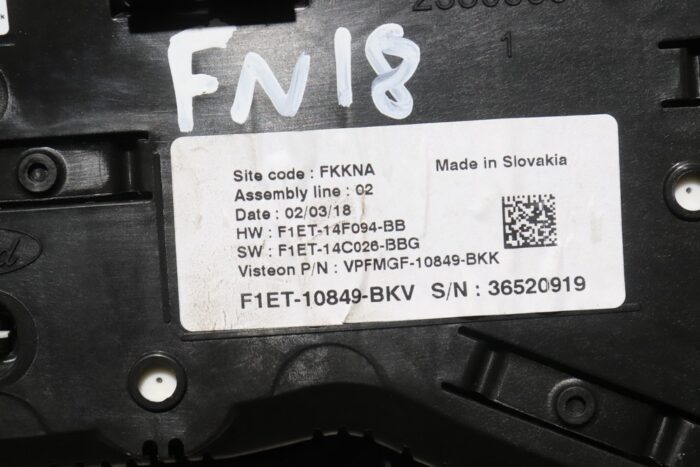 1
FN18
Site code : FKKNA
Made in Slovakia
Assembly line : 02
Date : 02/03/18
HW : F1ET-14F094-BB
SW : F1ET-14C026-BBG
Visteon P/N : VPFMGF-10849-BKK
F1ET-10849-BKV S/N : 36520919
Ford